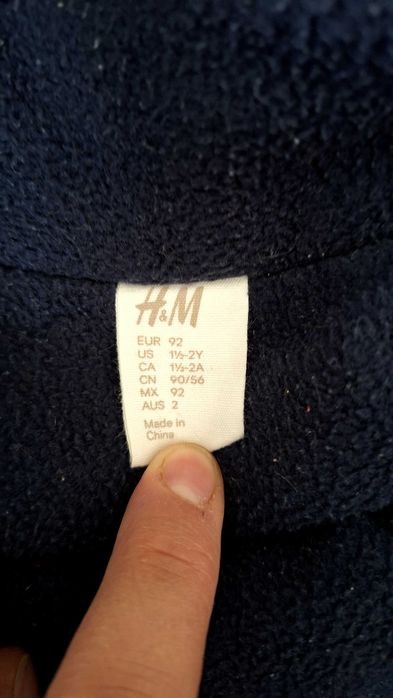 H&M
EUR 92
US 1½-2Y
CA 1½-2A
CN 90/56
MX 92
AUS 2
Made in
China